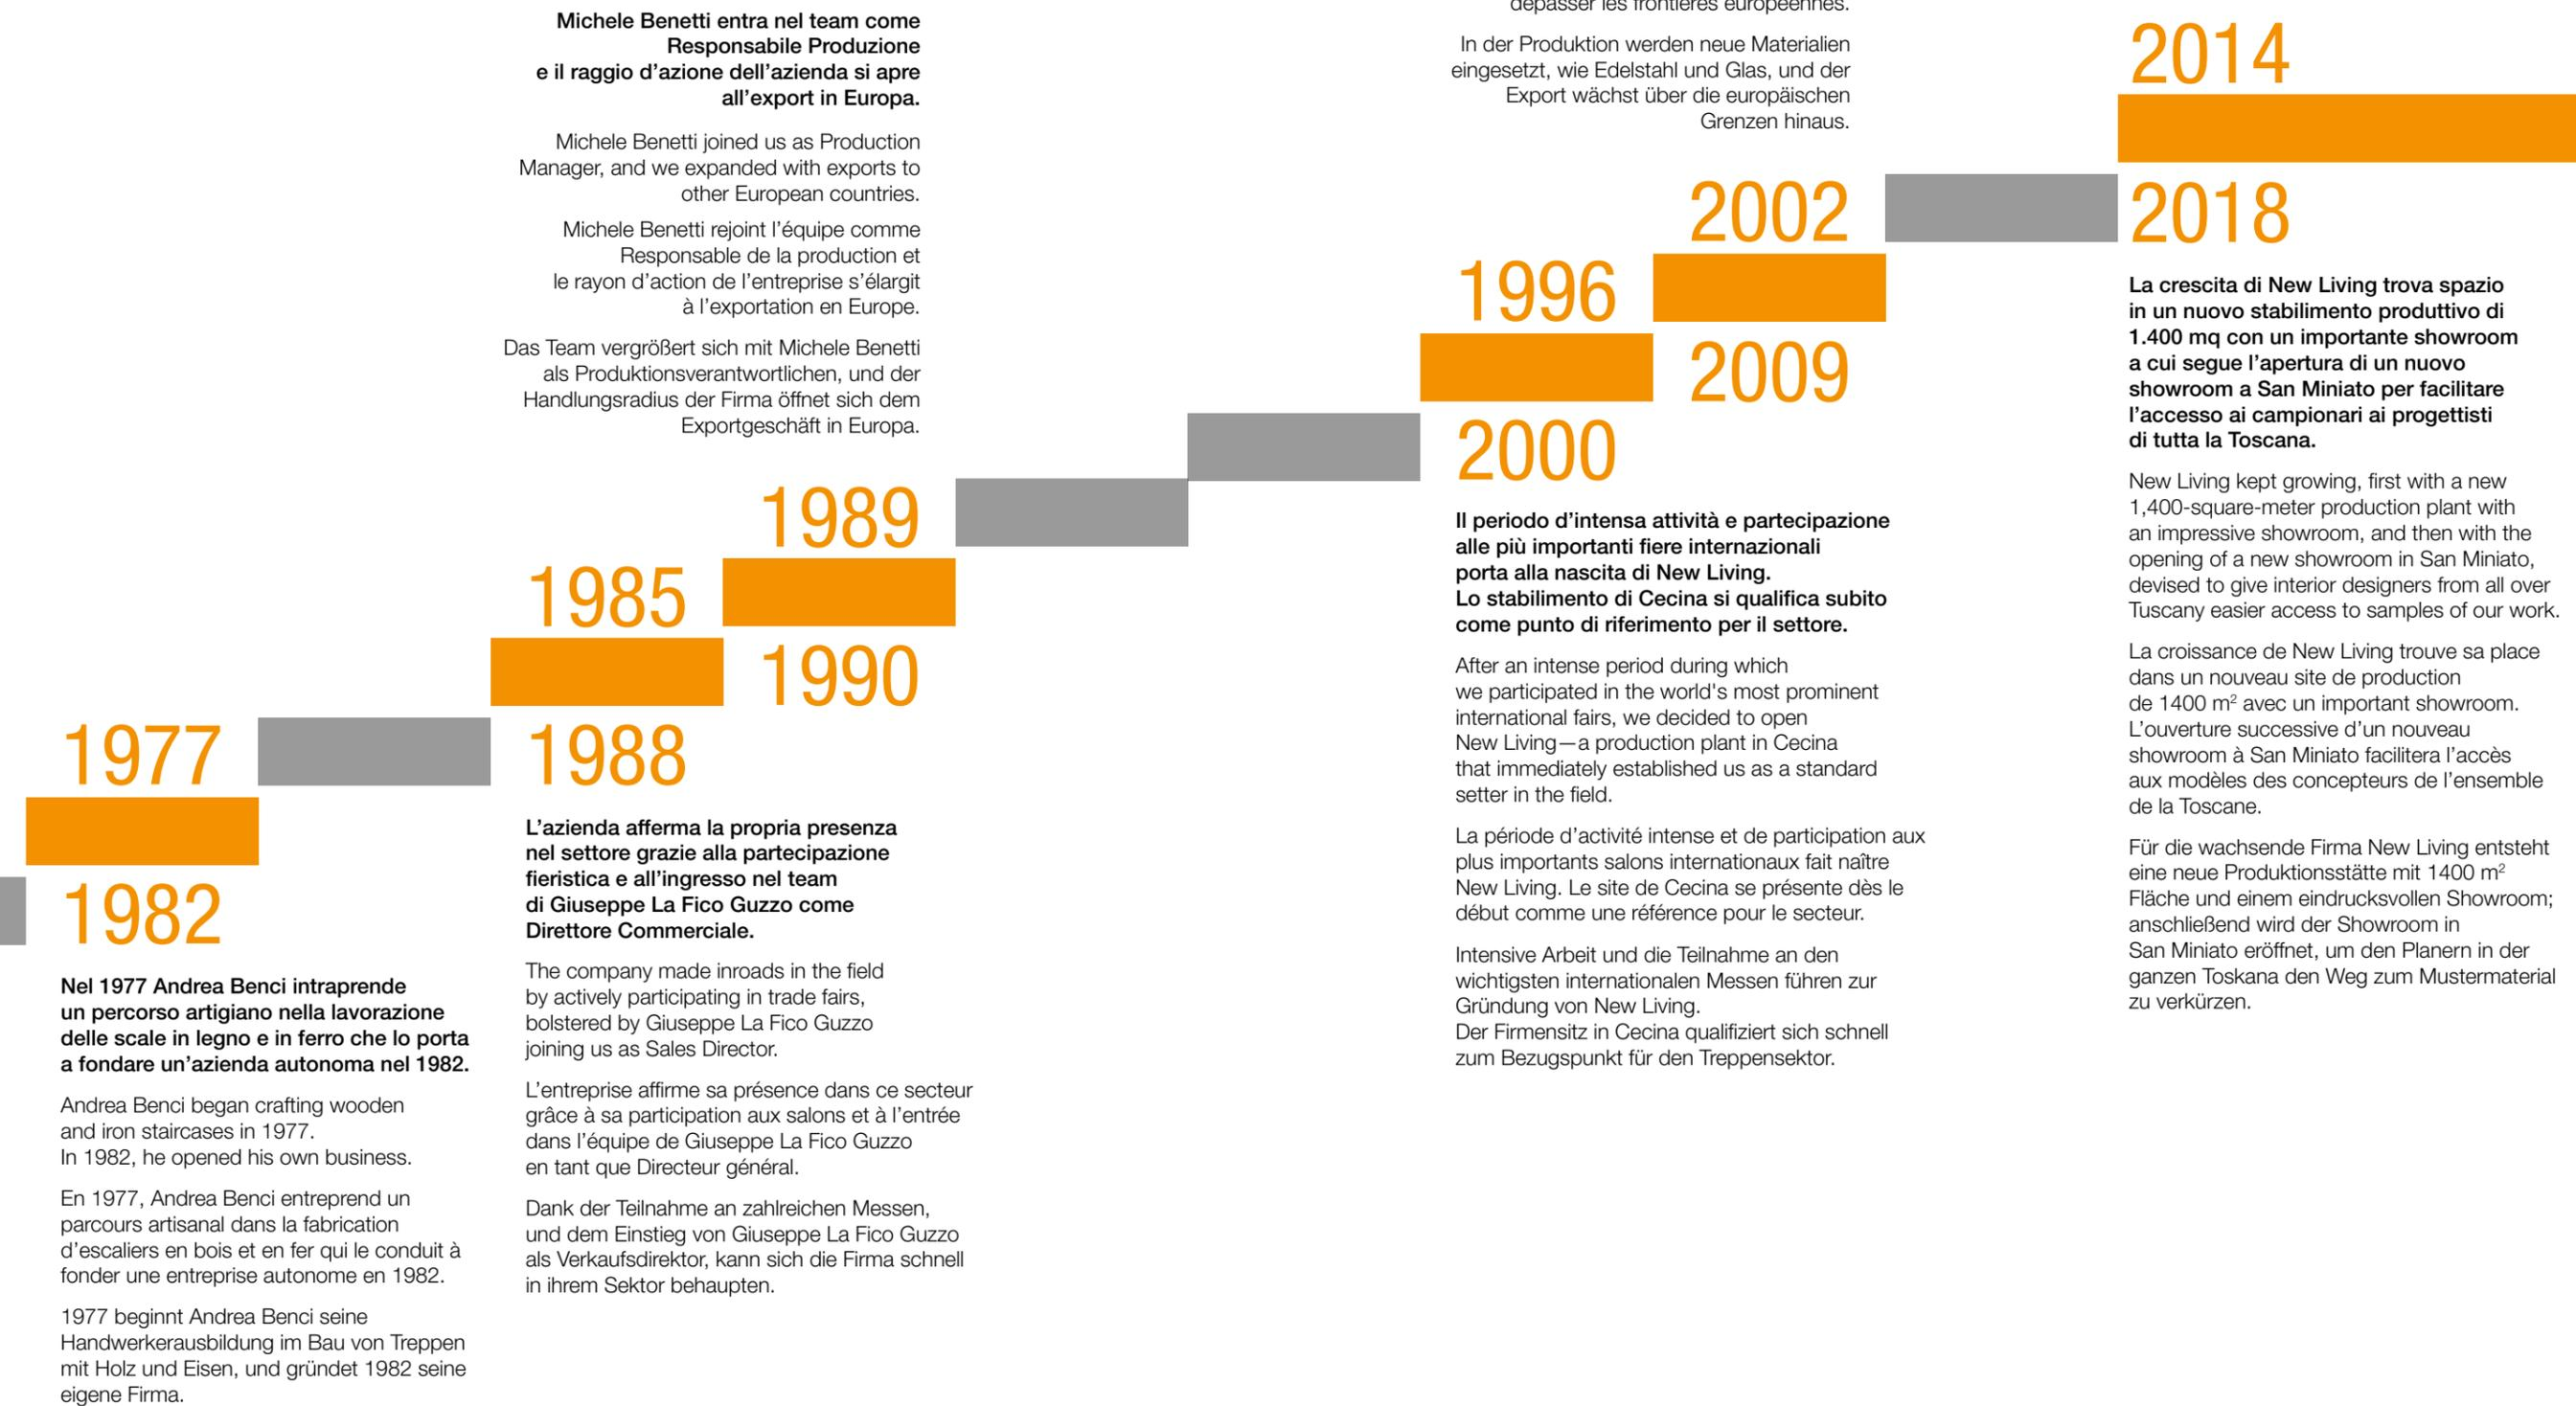 1977
1982
Nel 1977 Andrea Benci intraprende
un percorso artigiano nella lavorazione
delle scale in legno e in ferro che lo porta
a fondare un'azienda autonoma nel 1982.
Andrea Benci began crafting wooden
and iron staircases in 1977.
In 1982, he opened his own business.
En 1977, Andrea Benci entreprend un
parcours artisanal dans la fabrication
d'escaliers en bois et en fer qui le conduit à
fonder une entreprise autonome en 1982.
1977 beginnt Andrea Benci seine
Handwerkerausbildung im Bau von Treppen
mit Holz und Eisen, und gründet 1982 seine
eigene Firma.
1985
1988
L'azienda afferma la propria presenza
nel settore grazie alla partecipazione
fieristica e all'ingresso nel team
di Giuseppe La Fico Guzzo come
Direttore Commerciale.
The company made inroads in the field
by actively participating in trade fairs,
bolstered by Giuseppe La Fico Guzzo
joining us as Sales Director.
L'entreprise affirme sa présence dans ce secteur
grâce à sa participation aux salons et à l'entrée
dans l'équipe de Giuseppe La Fico Guzzo
en tant que Directeur général.
Dank der Teilnahme an zahlreichen Messen,
und dem Einstieg von Giuseppe La Fico Guzzo
als Verkaufsdirektor, kann sich die Firma schnell
in ihrem Sektor behaupten.
Michele Benetti entra nel team come
Responsabile Produzione
e il raggio d'azione dell'azienda si apre
all'export in Europa.
Michele Benetti joined us as Production
Manager, and we expanded with exports to
other European countries.
Michele Benetti rejoint l'équipe comme
Responsable de la production et
le rayon d'action de l'entreprise s'élargit
à l'exportation en Europe.
Das Team vergrößert sich mit Michele Benetti
als Produktionsverantwortlichen, und der
Handlungsradius der Firma öffnet sich dem
Exportgeschäft in Europa.
1989
1990
1996
2000
Il periodo d'intensa attività e partecipazione
alle più importanti fiere internazionali
porta alla nascita di New Living.
Lo stabilimento di Cecina si qualifica subito
come punto di riferimento per il settore.
After an intense period during which
we participated in the world's most prominent
international fairs, we decided to open
New Living—a production plant in Cecina
that immediately established us as a standard
setter in the field.
La période d'activité intense et de participation aux
plus importants salons internationaux fait naître
New Living. Le site de Cecina se présente dès le
début comme une référence pour le secteur.
Intensive Arbeit und die Teilnahme an den
wichtigsten internationalen Messen führen zur
Gründung von New Living.
Der Firmensitz in Cecina qualifiziert sich schnell
zum Bezugspunkt für den Treppensektor.
dépasser les frontières européennes.
In der Produktion werden neue Materialien
eingesetzt, wie Edelstahl und Glas, und der
Export wächst über die europäischen
Grenzen hinaus.
2002
2009
2014
2018
La crescita di New Living trova spazio
in un nuovo stabilimento produttivo di
1.400 mq con un importante showroom
a cui segue l'apertura di un nuovo
showroom a San Miniato per facilitare
l'accesso ai campionari ai progettisti
di tutta la Toscana.
New Living kept growing, first with a new
1,400-square-meter production plant with
an impressive showroom, and then with the
opening of a new showroom in San Miniato,
devised to give interior designers from all over
Tuscany easier access to samples of our work.
La croissance de New Living trouve sa place
dans un nouveau site de production
de 1400 m² avec un important showroom.
L'ouverture successive d'un nouveau
showroom à San Miniato facilitera l'accès
aux modèles des concepteurs de l'ensemble
de la Toscane.
Für die wachsende Firma New Living entsteht
eine neue Produktionsstätte mit 1400 m²
Fläche und einem eindrucksvollen Showroom;
anschließend wird der Showroom in
San Miniato eröffnet, um den Planern in der
ganzen Toskana den Weg zum Mustermaterial
zu verkürzen.